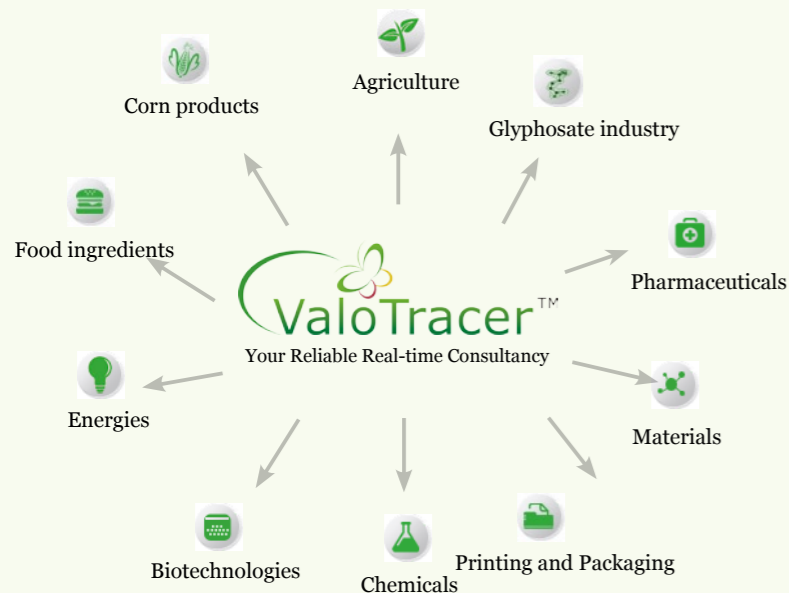 Agriculture
Corn products
Glyphosate industry
Food ingredients
Pharmaceuticals
ValoTracer™
Your Reliable Real-time Consultancy
Energies
Materials
Biotechnologies
Chemicals
Printing and Packaging